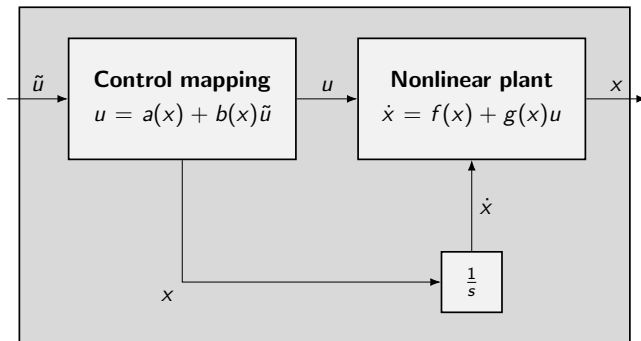 ũ
Control mapping
u = a(x) + b(x)ũ
u
Nonlinear plant
ẋ = f(x) + g(x)u
x
ẋ
x
1/s